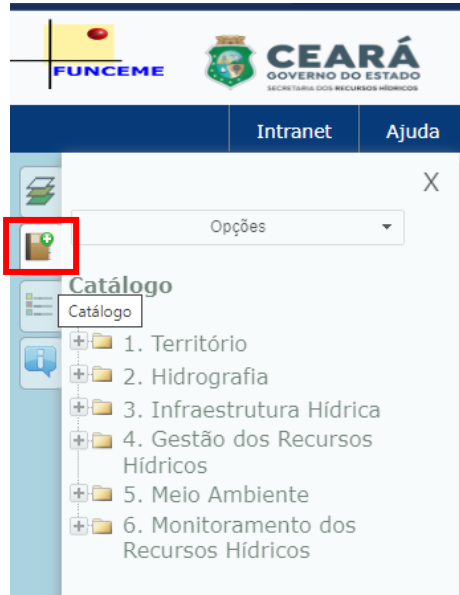 FUNCEME
CEARÁ
GOVERNO DO ESTADO
SECRETARIA DOS RECURSOS HÍDRICOS
Intranet Ajuda
X
Opções
Catálogo
Catálogo
1. Território
2. Hidrografia
3. Infraestrutura Hídrica
4. Gestão dos Recursos
Hídricos
5. Meio Ambiente
6. Monitoramento dos
Recursos Hídricos